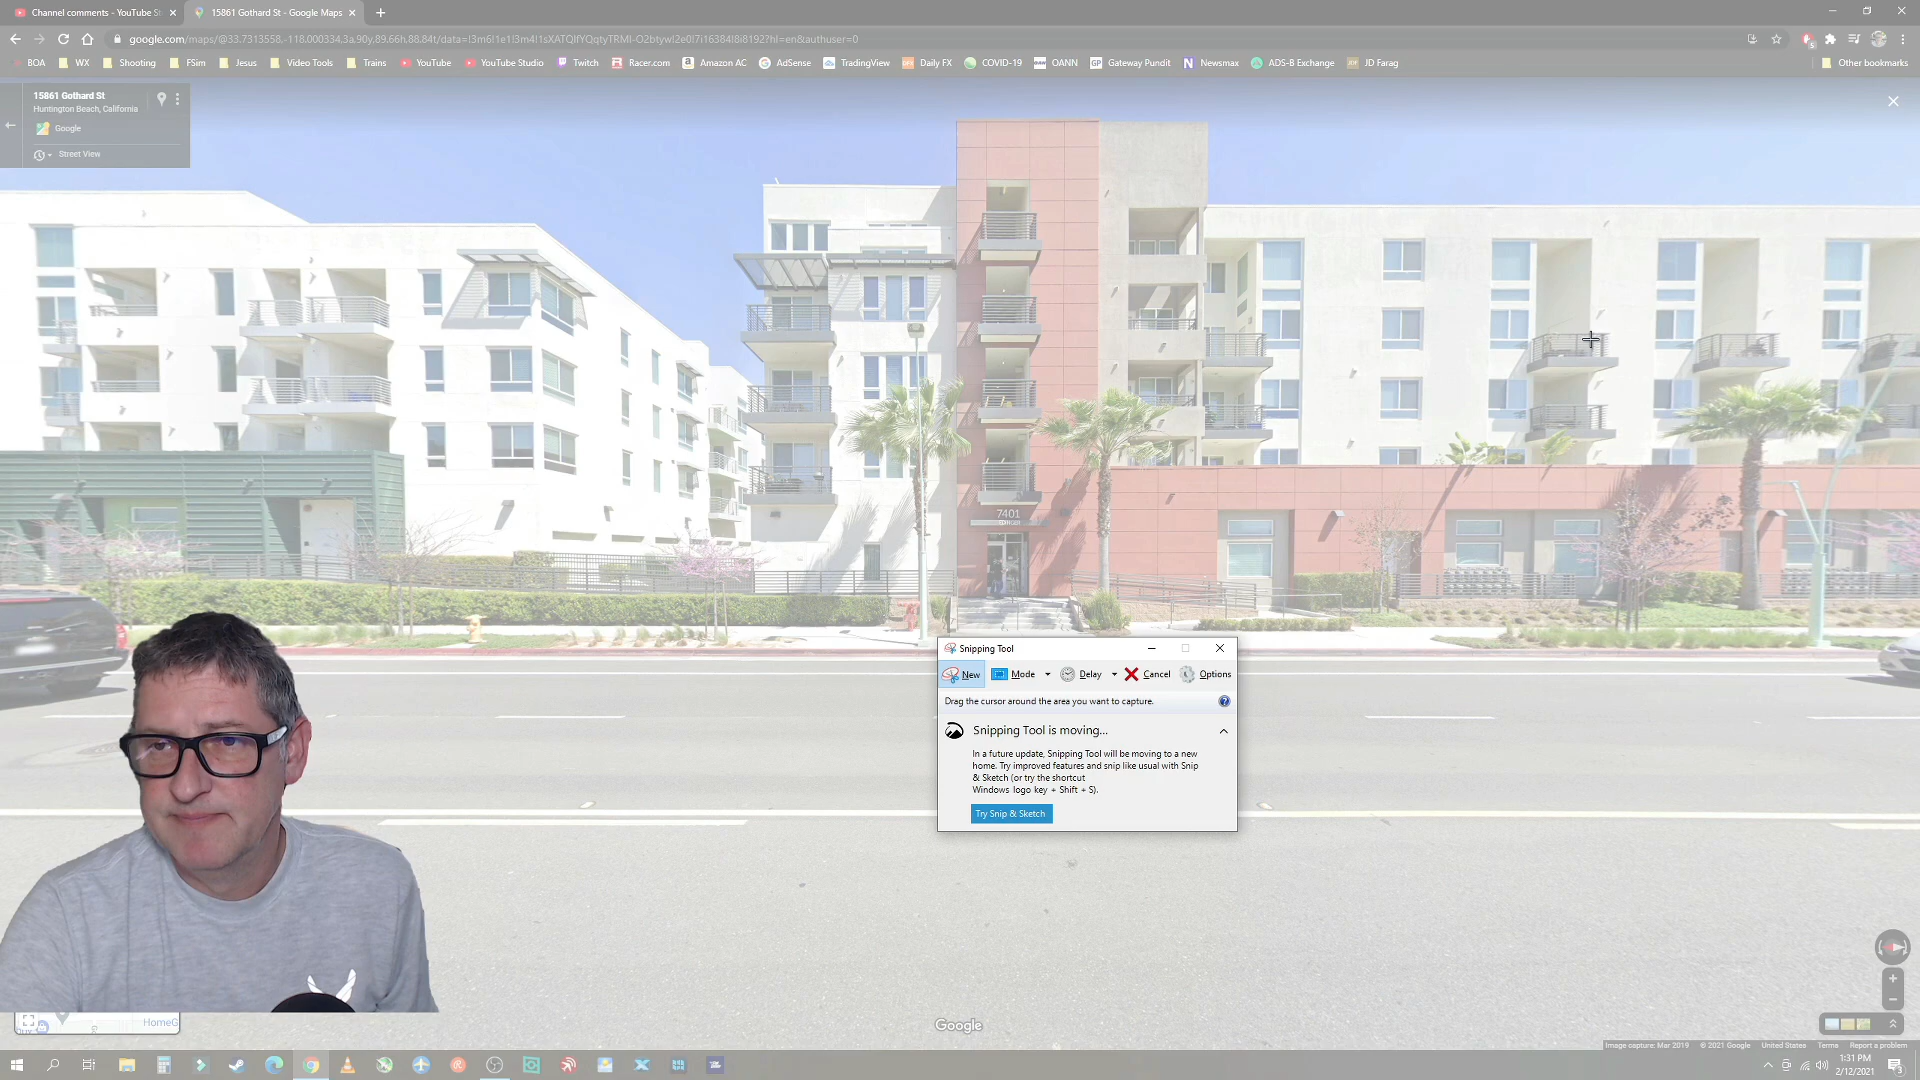 Channel comments - YouTube St
15861 Gothard St - Google Maps
google.com/maps/@33.7313558,-118.000334,3a,90y,89.66h,88.84t/data=!3m6!1e1!3m4!1sXATQIfYQqtyTRMI-O2btyw!2e0!7i16384!8i8192?hl=en&authuser=0
BOA
WX
Shooting
FSim
Jesus
Video Tools
Trains
YouTube
YouTube Studio
Twitch
Racer.com
Amazon AC
AdSense
TradingView
Daily FX
COVID-19
OANN
Gateway Pundit
Newsmax
ADS-B Exchange
JD Farag
Other bookmarks
15861 Gothard St
Huntington Beach, California
Google
Street View
7401
Snipping Tool
New
Mode
Delay
Cancel
Options
Drag the cursor around the area you want to capture.
Snipping Tool is moving...
In a future update, Snipping Tool will be moving to a new
home. Try improved features and snip like usual with Snip
& Sketch (or try the shortcut
Windows logo key + Shift + S).
Try Snip & Sketch
HomeG
Google
Image capture: Mar 2019
© 2021 Google
United States
Terms
Report a problem
1:31 PM
2/12/2021